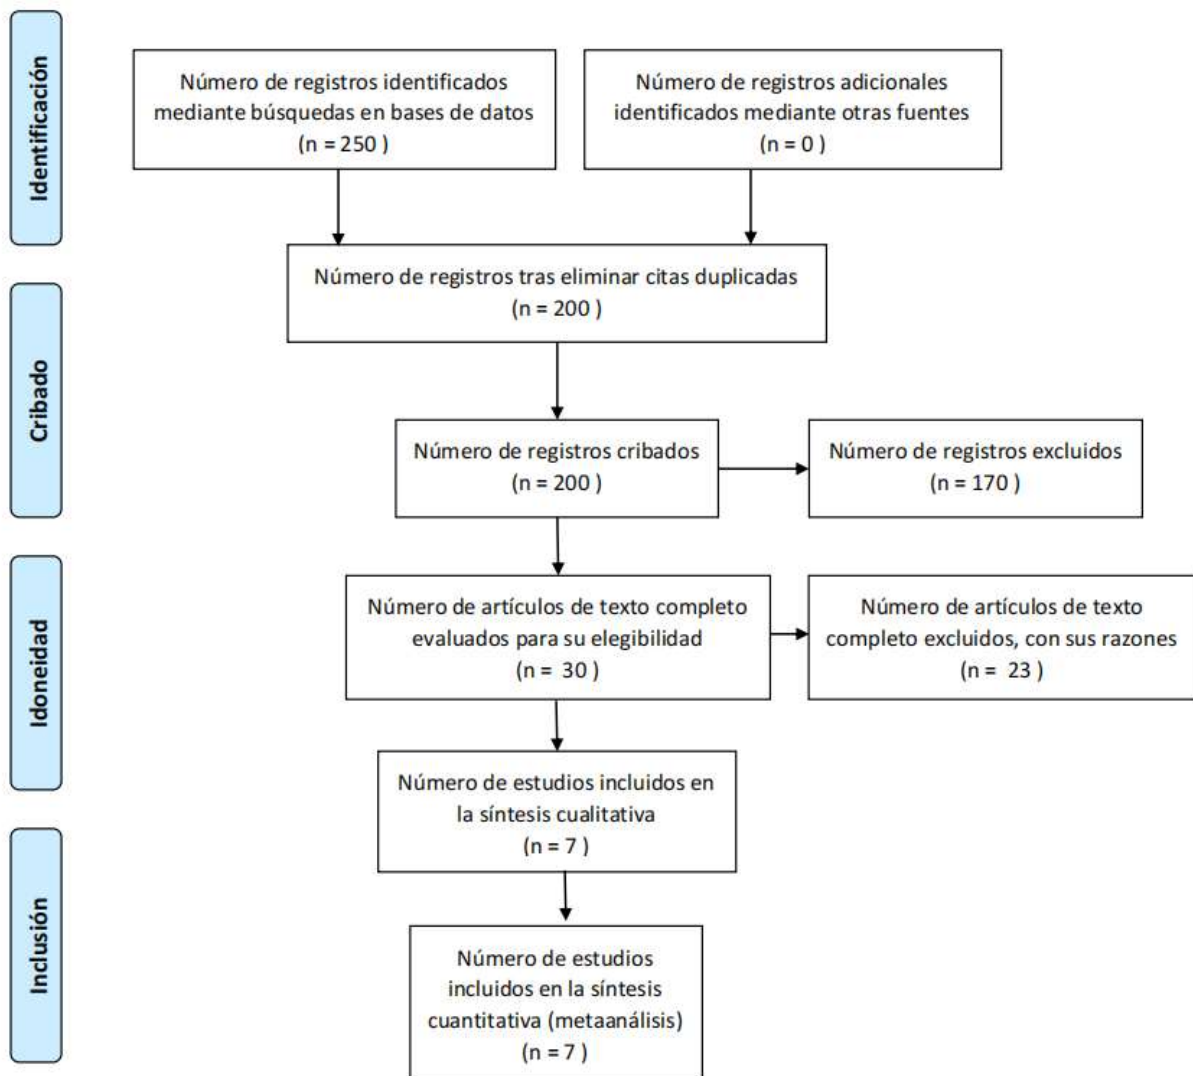 Identificación
Número de registros identificados
mediante búsquedas en bases de datos
(n = 250 )
Número de registros adicionales
identificados mediante otras fuentes
(n = 0 )
Número de registros tras eliminar citas duplicadas
(n = 200 )
Cribado
Número de registros cribados
(n = 200 )
Número de registros excluidos
(n = 170 )
Idoneidad
Número de artículos de texto completo
evaluados para su elegibilidad
(n = 30 )
Número de artículos de texto
completo excluidos, con sus razones
(n = 23 )
Número de estudios incluidos en
la síntesis cualitativa
(n = 7 )
Inclusión
Número de estudios
incluidos en la síntesis
cuantitativa (metaanálisis)
(n = 7 )